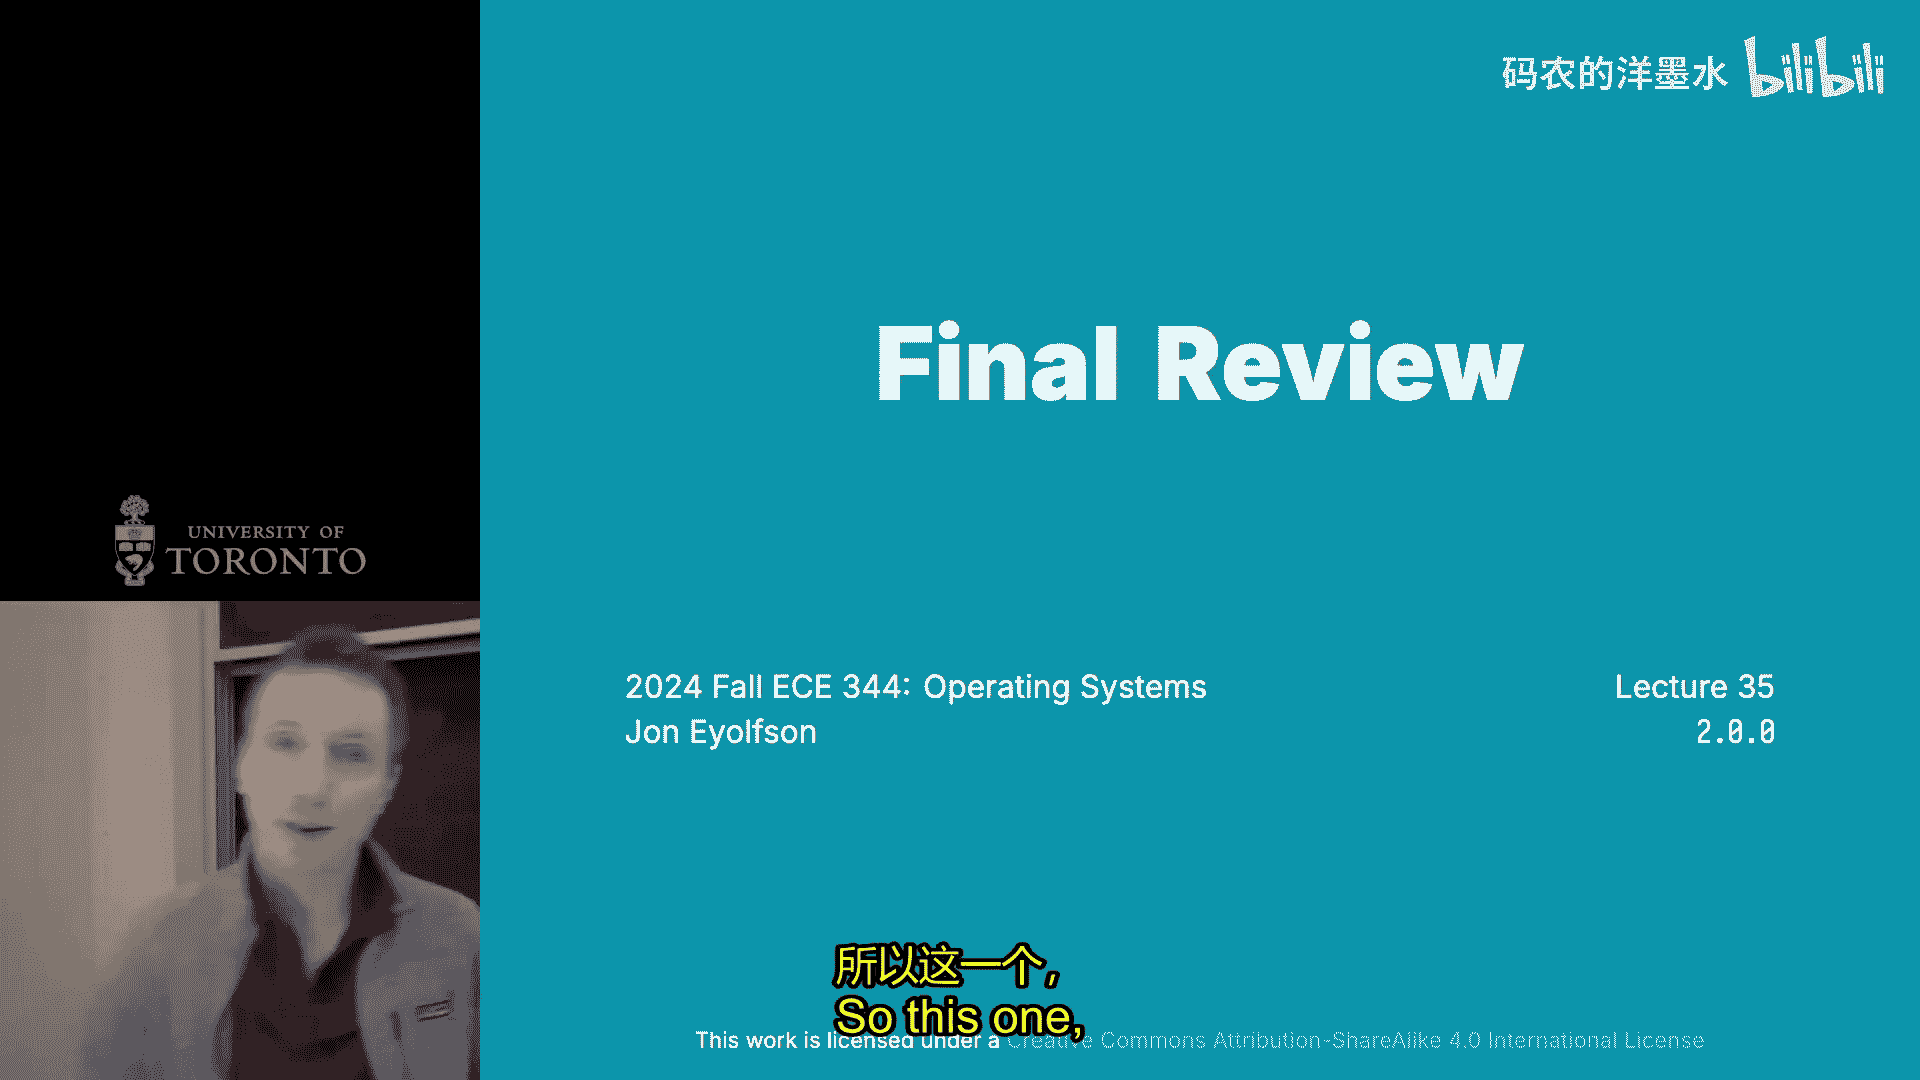 码农的洋墨水 bilibili
Final Review
UNIVERSITY OF
TORONTO
2024 Fall ECE 344: Operating Systems
Lecture 35
Jon Eyolfson
2.0.0
所以这一个,
So this one,
This work is licensed under a Creative Commons Attribution-ShareAlike 4.0 International License